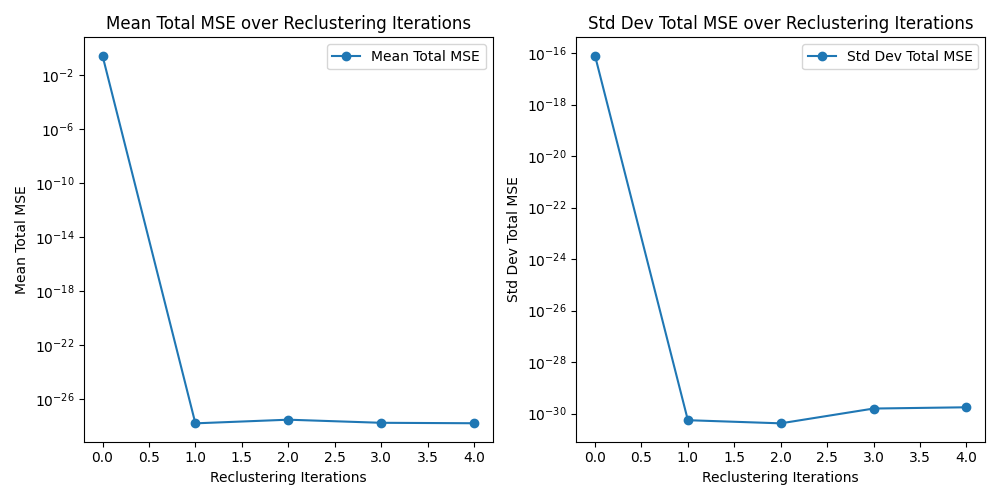 Mean Total MSE over Reclustering Iterations
Mean Total MSE
10⁻²
10⁻⁶
10⁻¹⁰
10⁻¹⁴
10⁻¹⁸
10⁻²²
10⁻²⁶
Mean Total MSE
0.0 0.5 1.0 1.5 2.0 2.5 3.0 3.5 4.0
Reclustering Iterations
Std Dev Total MSE over Reclustering Iterations
Std Dev Total MSE
10⁻¹⁶
10⁻¹⁸
10⁻²⁰
10⁻²²
10⁻²⁴
10⁻²⁶
10⁻²⁸
10⁻³⁰
Std Dev Total MSE
0.0 0.5 1.0 1.5 2.0 2.5 3.0 3.5 4.0
Reclustering Iterations